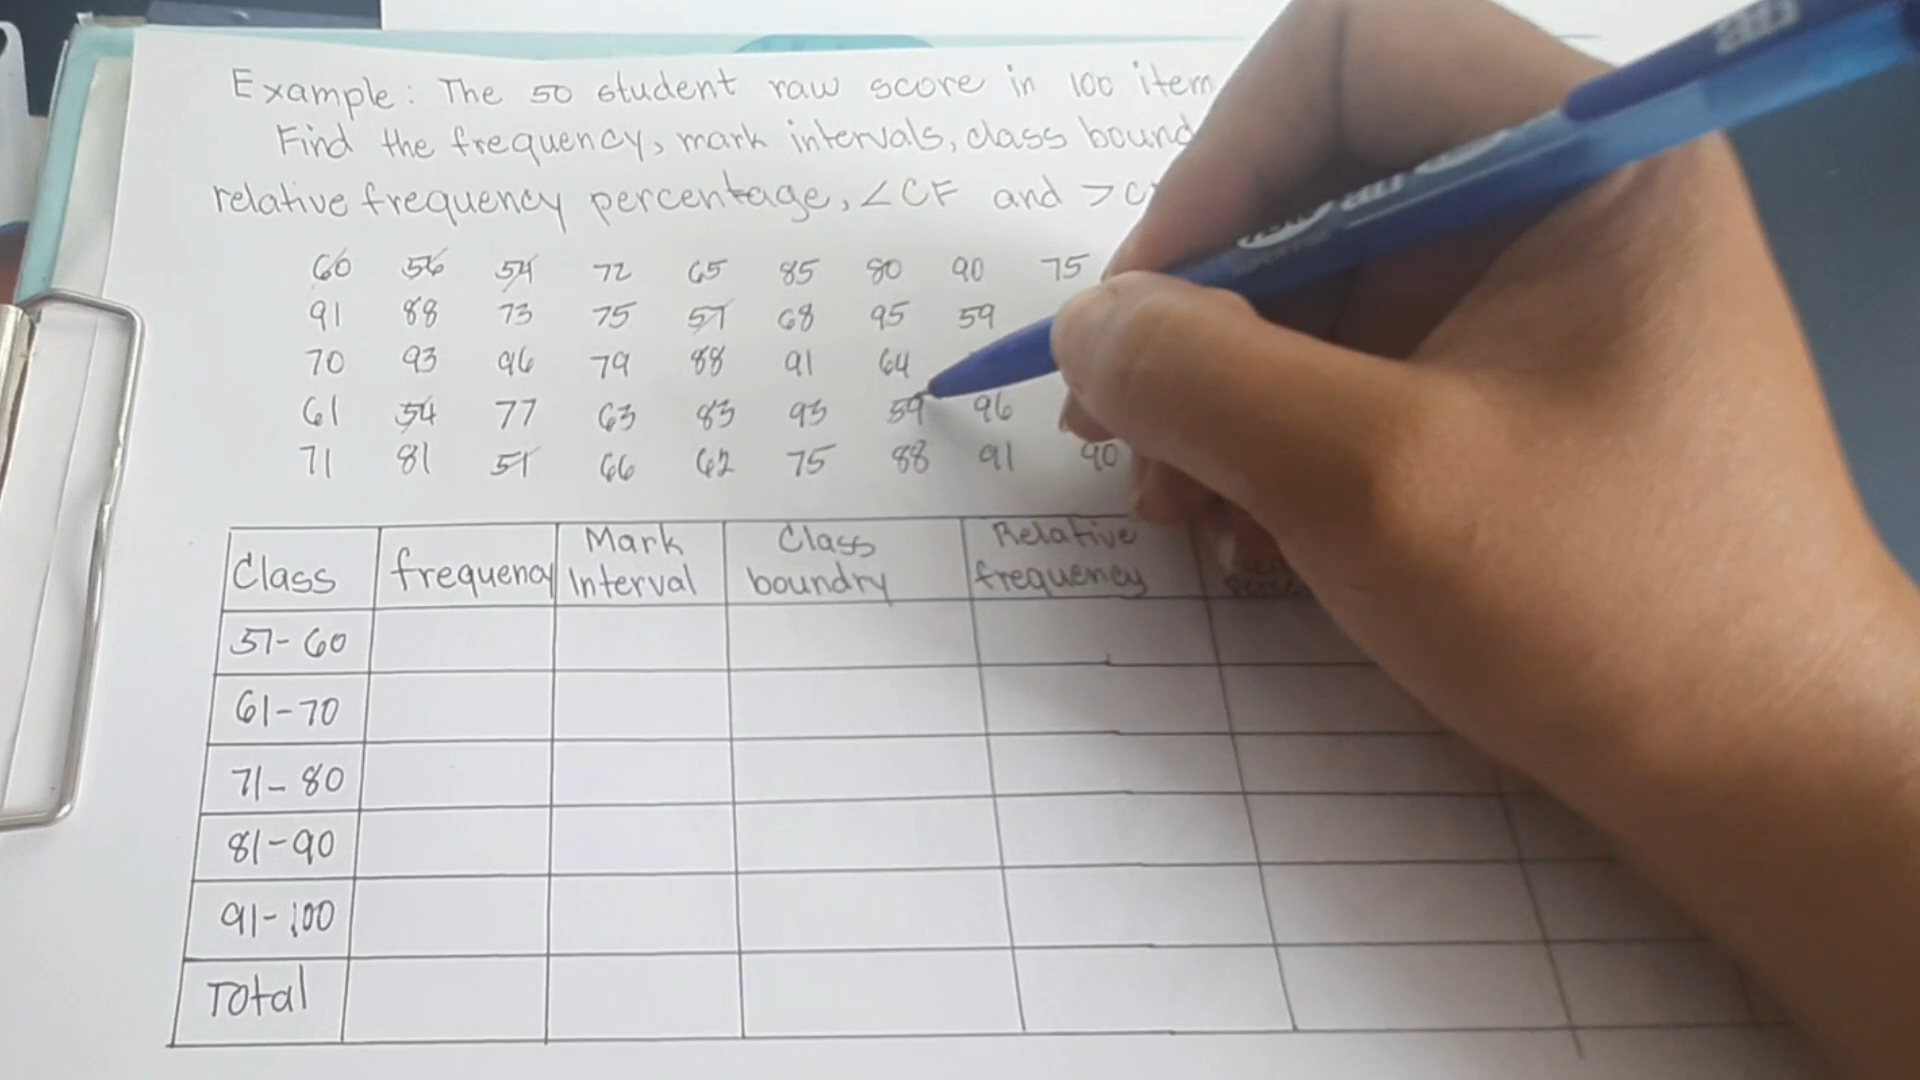 Example: The 50 student raw score in 100 item
Find the frequency, mark intervals, class bound
relative frequency percentage, <CF and >C
60 56 54 72 65 85 80 90 75
91 88 73 75 57 68 95 59
70 93 96 79 88 91 64
61 54 77 63 83 93 59 96
71 81 51 66 62 75 88 91 90
Class frequency Mark Interval Class boundry Relative frequency
51-60
61-70
71-80
81-90
91-100
Total